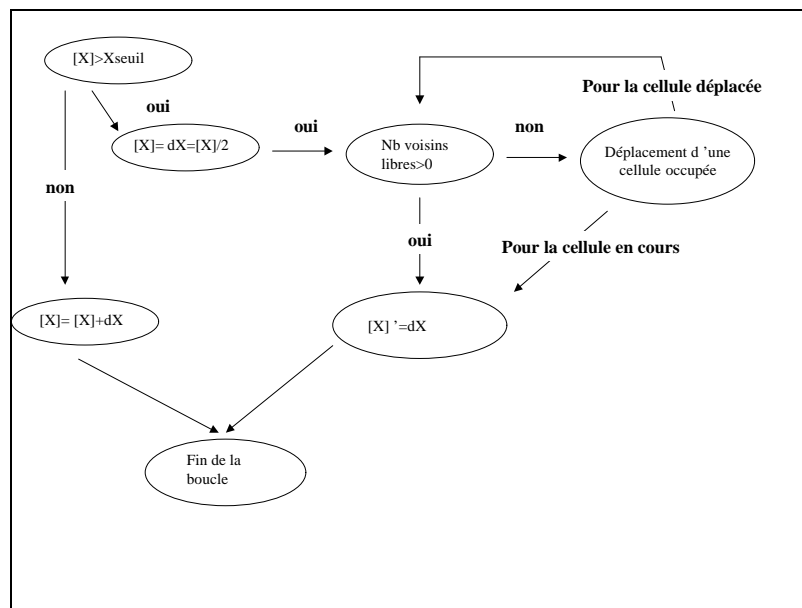 [X]>Xseuil
Pour la cellule déplacée
oui
oui
non
[X]= dX=[X]/2
Nb voisins
libres>0
Déplacement d ’une
cellule occupée
non
oui
Pour la cellule en cours
[X]= [X]+dX
[X] ’=dX
Fin de la
boucle